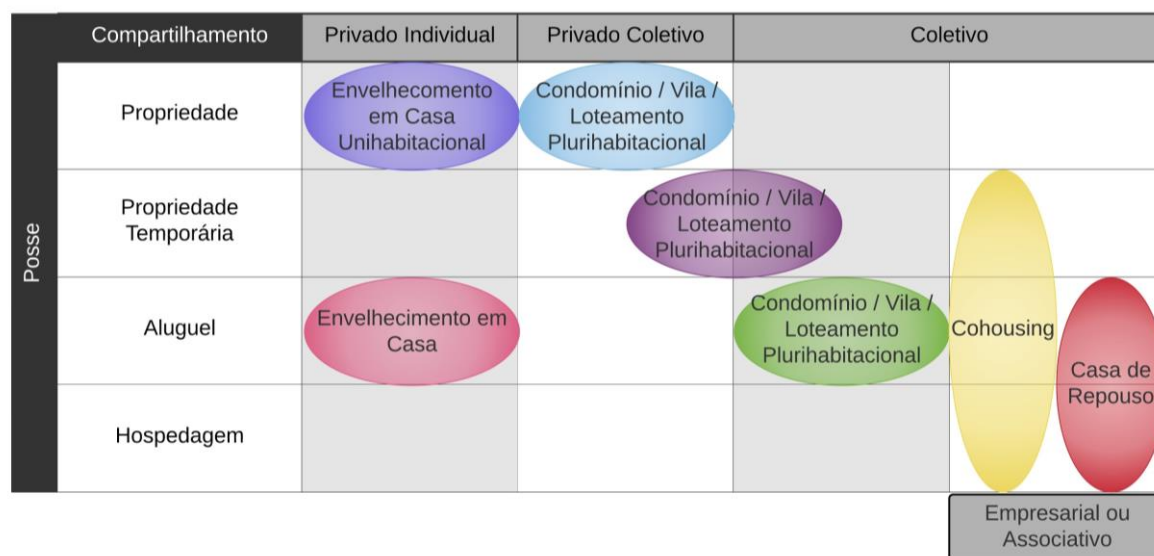 Compartilhamento
Privado Individual
Privado Coletivo
Coletivo
Posse
Propriedade
Envelhecomento
em Casa
Unihabitacional
Condomínio / Vila /
Loteamento
Plurihabitacional
Propriedade
Temporária
Condomínio / Vila /
Loteamento
Plurihabitacional
Aluguel
Envelhecimento em
Casa
Condomínio / Vila /
Loteamento
Plurihabitacional
Cohousing
Casa de
Repouso
Hospedagem
Empresarial ou
Associativo